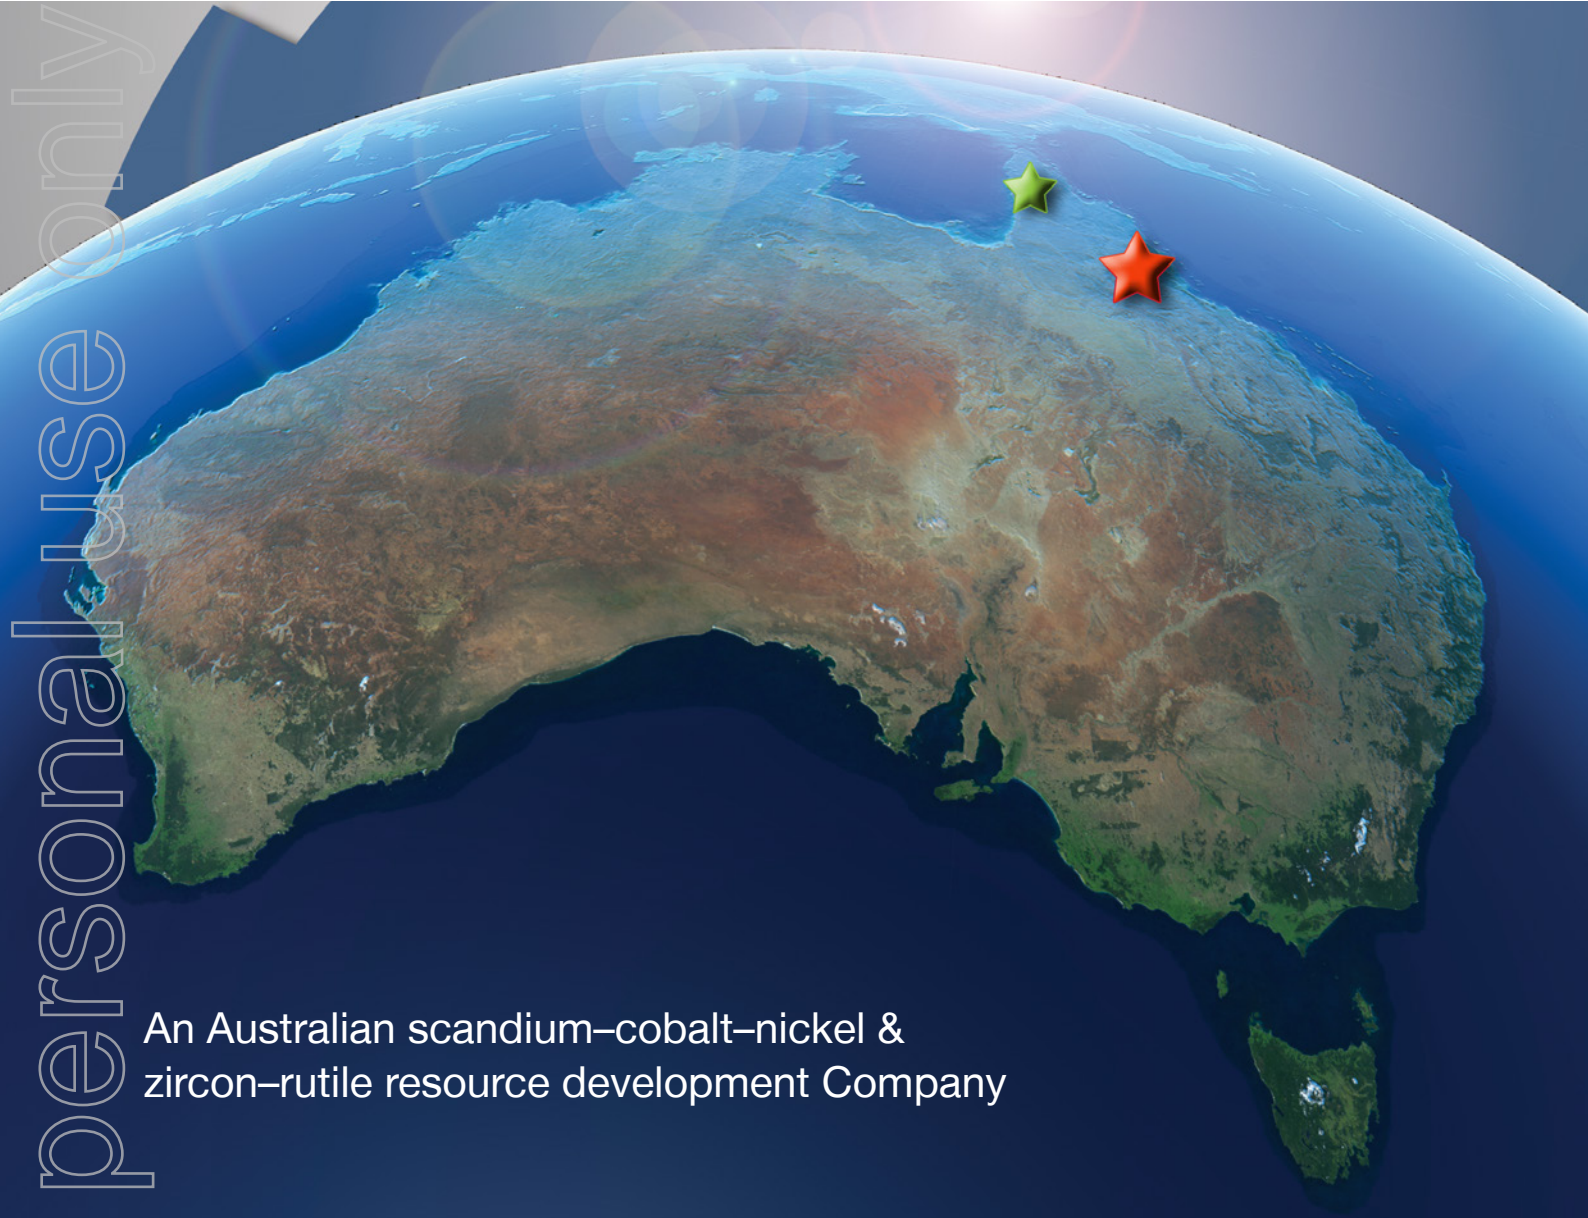 personal use only
An Australian scandium–cobalt–nickel &
zircon–rutile resource development Company